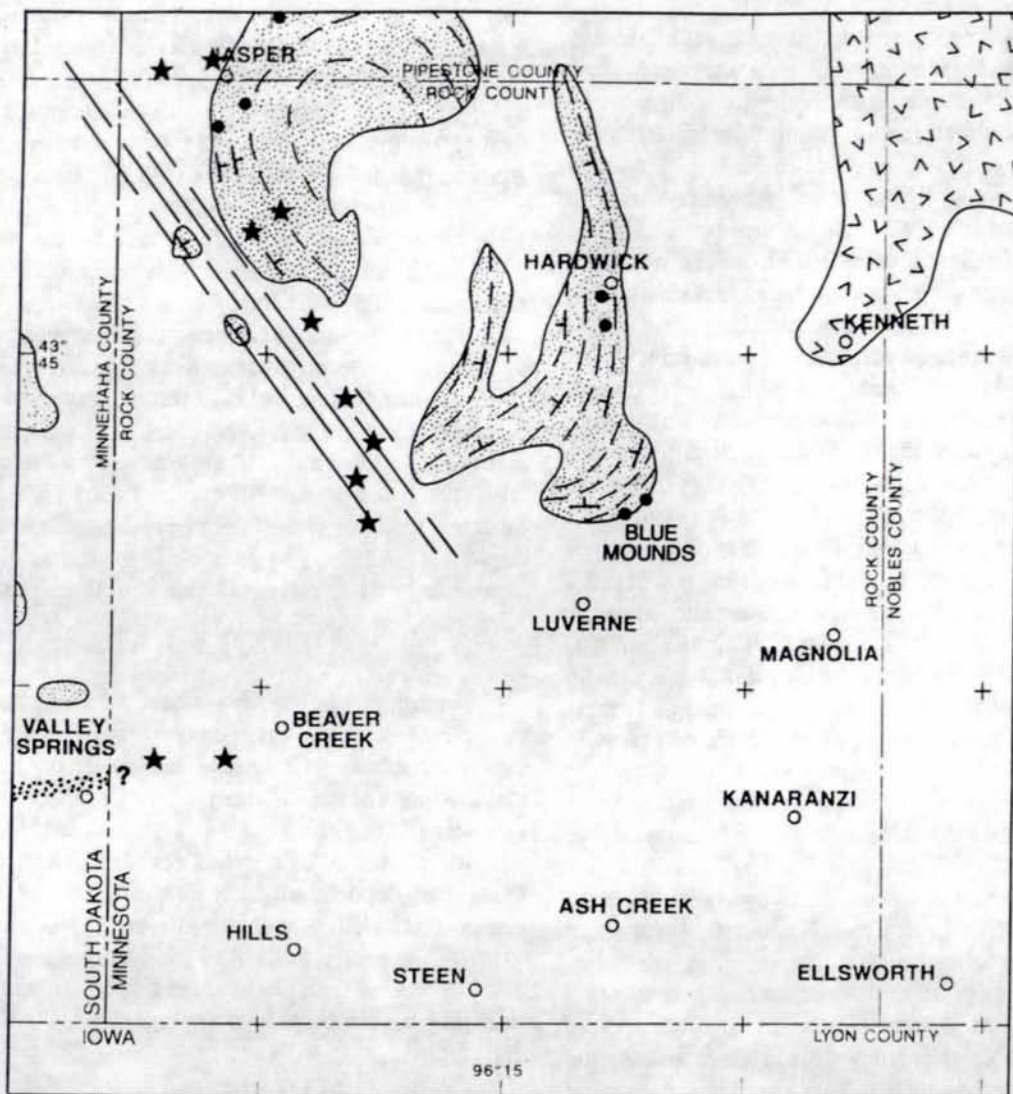 JASPER
PIPESTONE COUNTY
ROCK COUNTY
HARDWICK
KENNETH
43°
45
MINNEHAHA COUNTY
ROCK COUNTY
ROCK COUNTY
NOBLES COUNTY
BLUE
MOUNDS
LUVERNE
MAGNOLIA
VALLEY
SPRINGS
?
BEAVER
CREEK
KANARANZI
ASH CREEK
HILLS
STEEN
ELLSWORTH
SOUTH DAKOTA
MINNESOTA
IOWA
LYON COUNTY
96°15